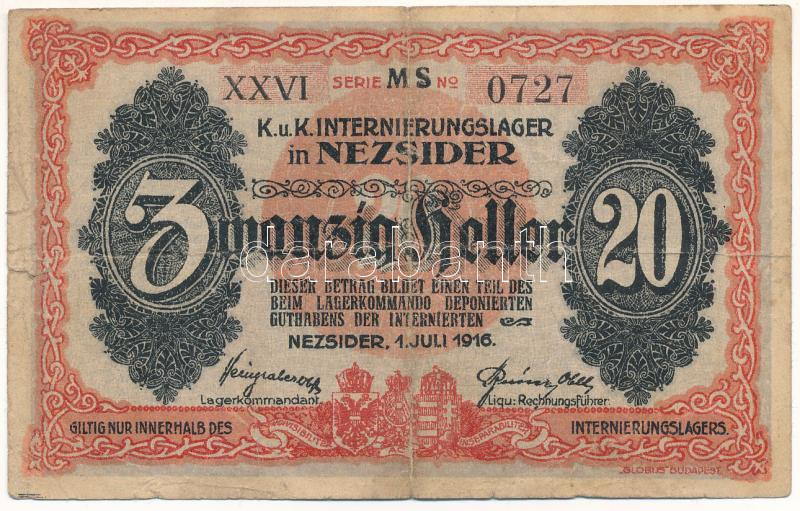 XXVI SERIE MS No 0727
K.u.K. INTERNIERUNGSLAGER
in NEZSIDER
Zwanzig Heller 20
darabanth
DIESER BETRAG BILDET EINEN TEIL DES
BEIM LAGERKOMMANDO DEPONIERTEN
GUTHABENS DER INTERNIERTEN
NEZSIDER, 1. JULI 1916.
Lagerkommandant. Liqu: Rechnungsführer.
GILTIG NUR INNERHALB DES INTERNIERUNGSLAGERS.
"GLOBUS" BUDAPEST.